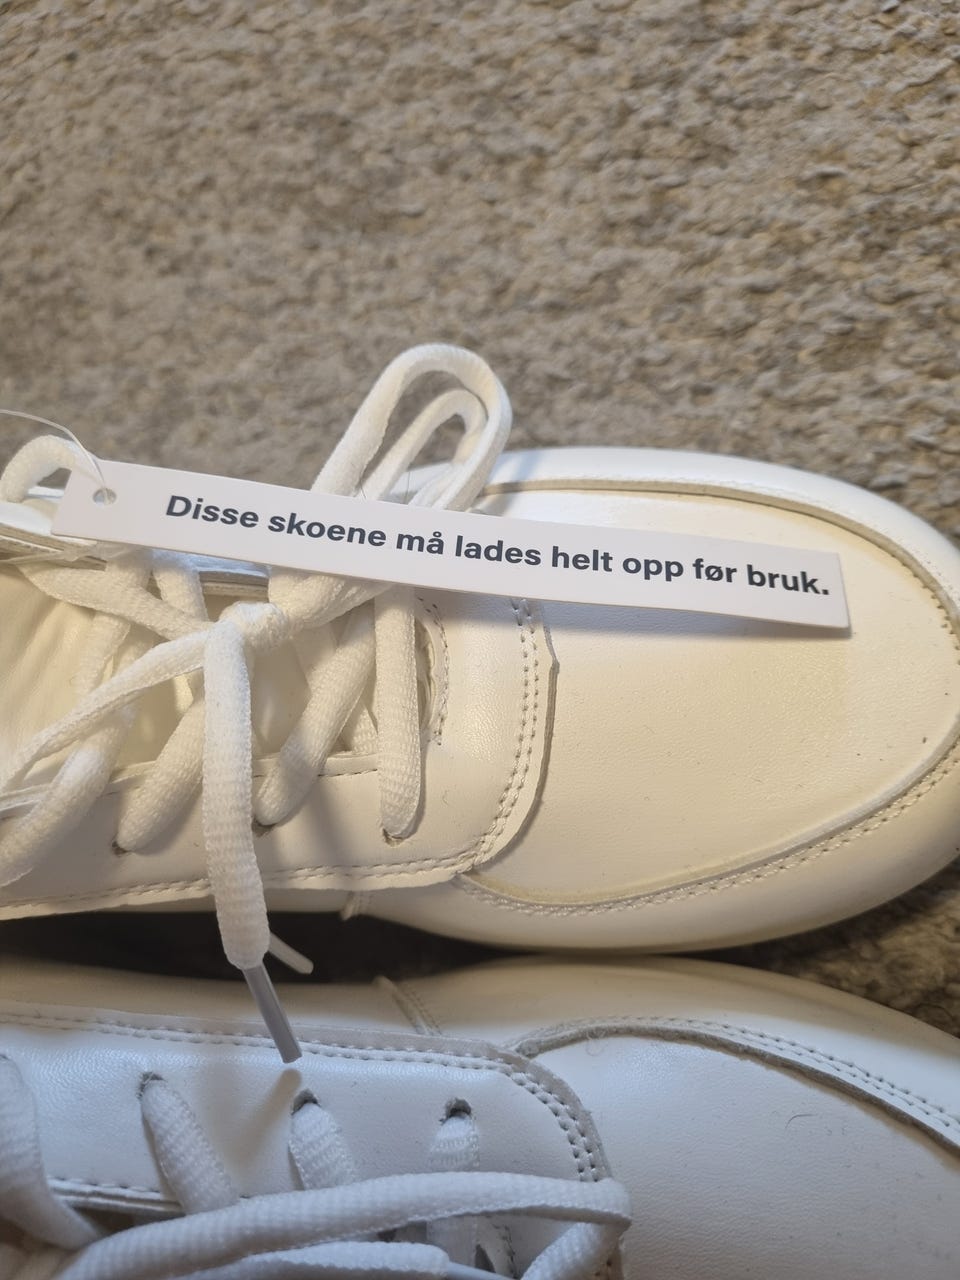 Disse skoene må lades helt opp før bruk.